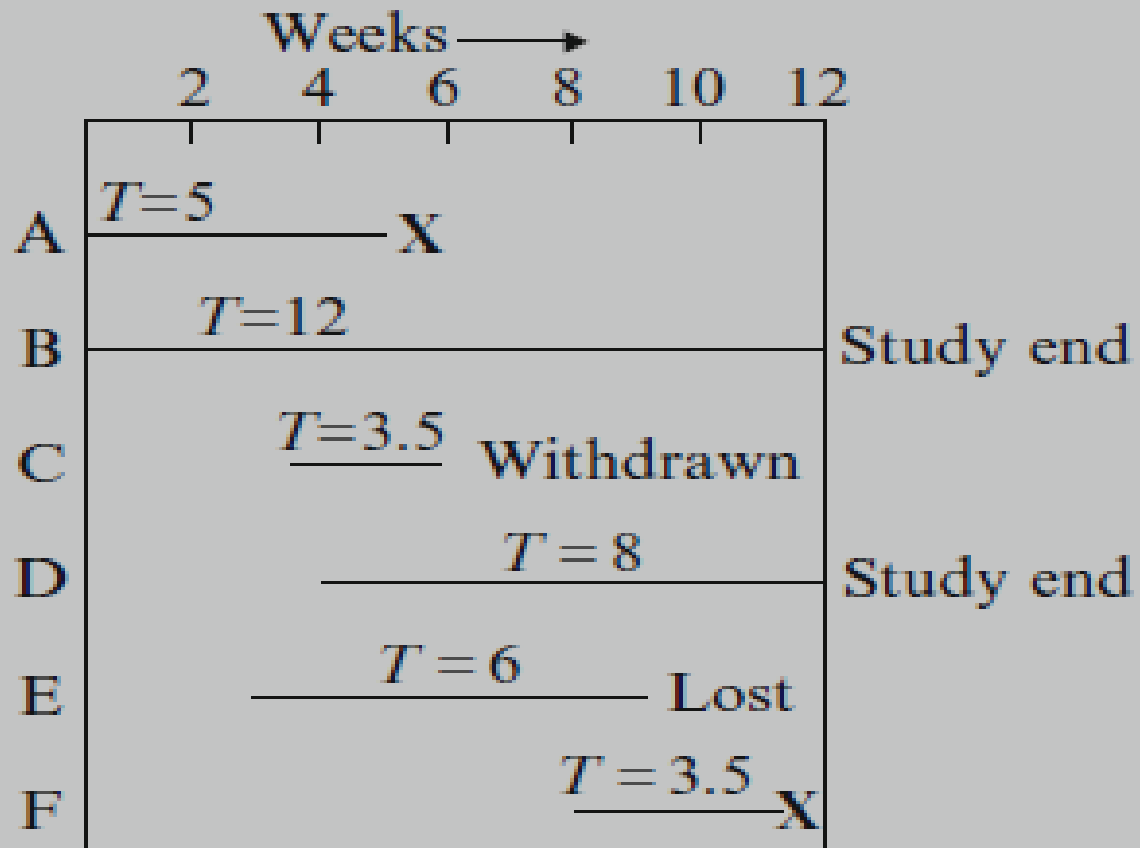 Weeks
2 4 6 8 10 12
T=5
A X
T=12
B Study end
T=3.5
C Withdrawn
T = 8
D Study end
T = 6
E Lost
T = 3.5
F X